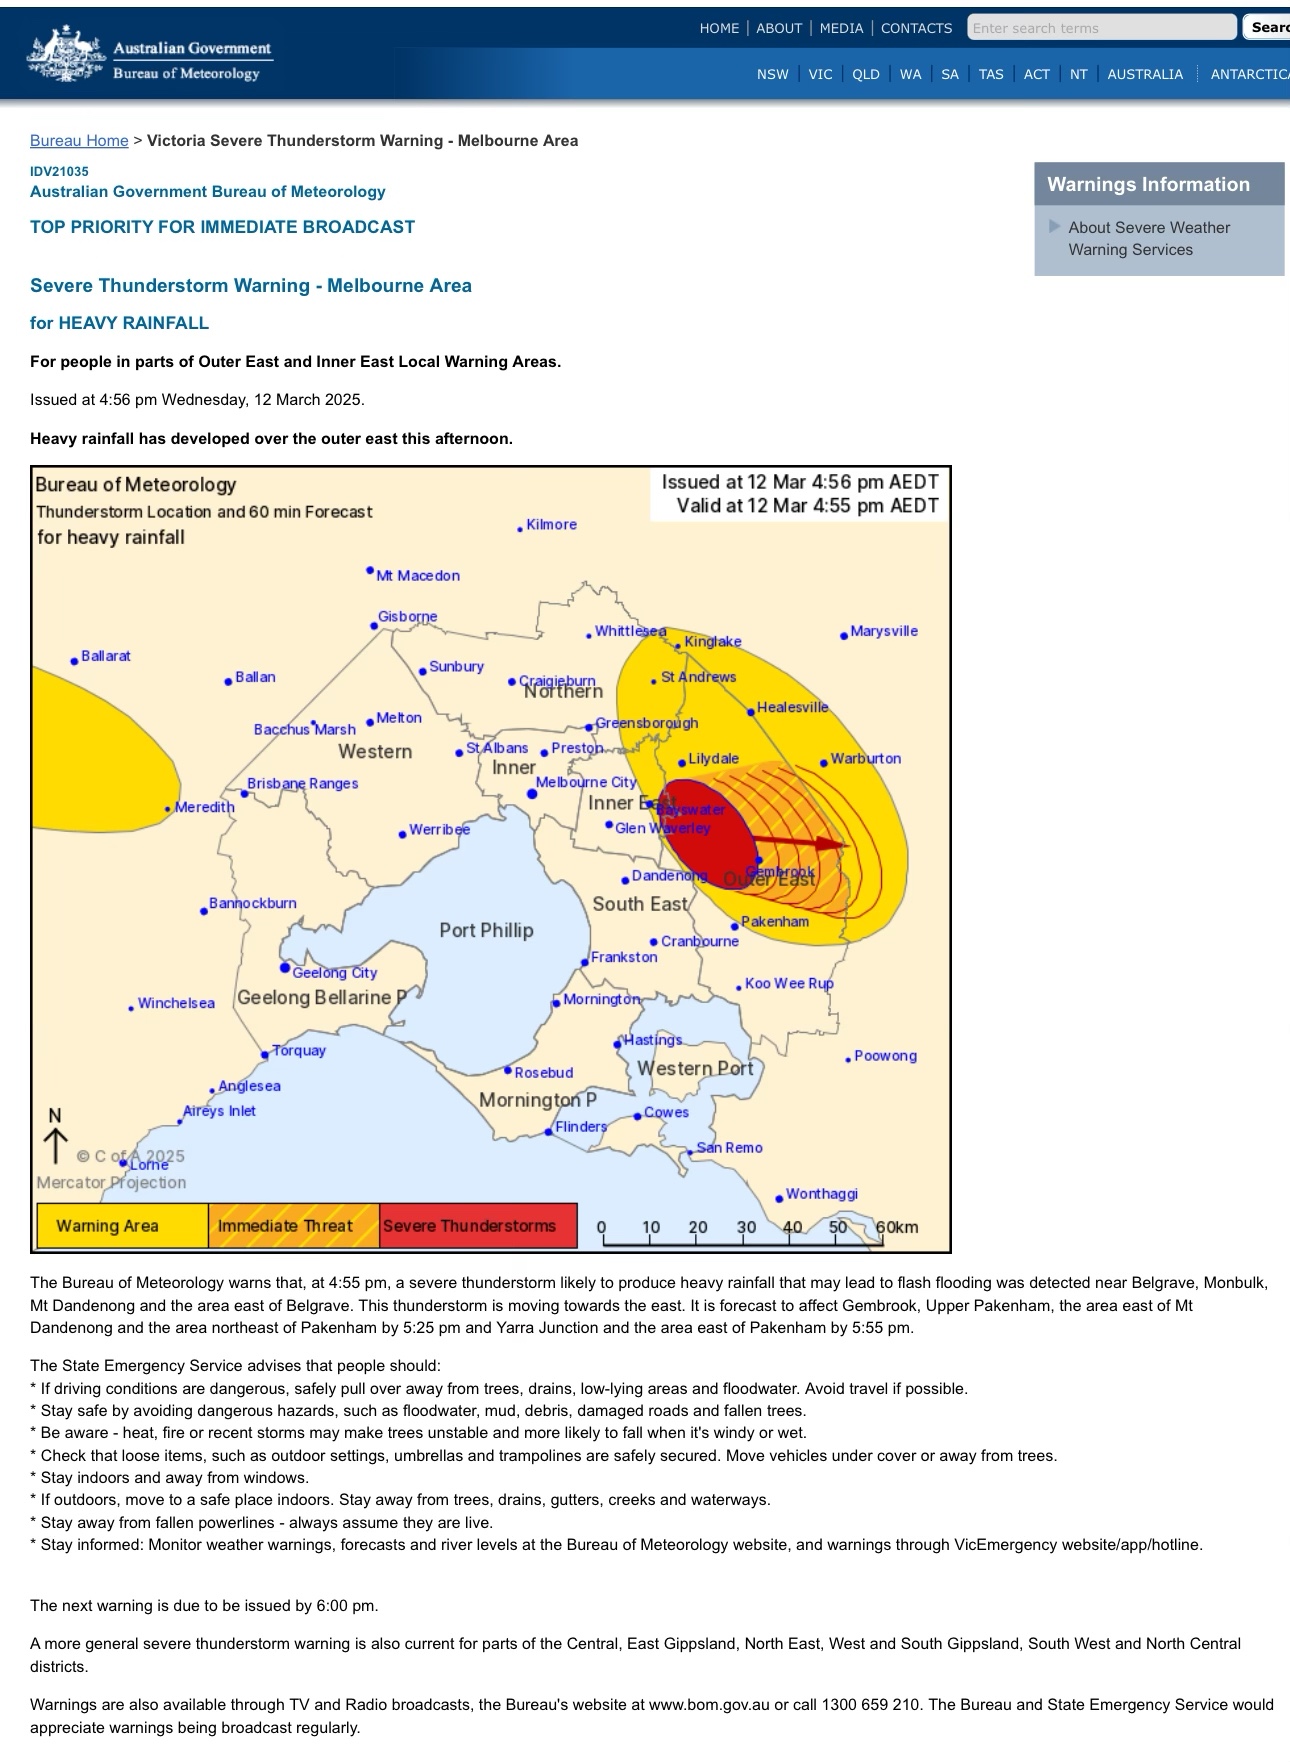 Australian Government
Bureau of Meteorology
HOME | ABOUT | MEDIA | CONTACTS
Enter search terms
Searc
NSW | VIC | QLD | WA | SA | TAS | ACT | NT | AUSTRALIA | ANTARCTICA
Bureau Home > Victoria Severe Thunderstorm Warning - Melbourne Area
IDV21035
Australian Government Bureau of Meteorology
TOP PRIORITY FOR IMMEDIATE BROADCAST
Warnings Information
About Severe Weather
Warning Services
Severe Thunderstorm Warning - Melbourne Area
for HEAVY RAINFALL
For people in parts of Outer East and Inner East Local Warning Areas.
Issued at 4:56 pm Wednesday, 12 March 2025.
Heavy rainfall has developed over the outer east this afternoon.
Bureau of Meteorology
Thunderstorm Location and 60 min Forecast
for heavy rainfall
Issued at 12 Mar 4:56 pm AEDT
Valid at 12 Mar 4:55 pm AEDT
Kilmore
Mt Macedon
Gisborne
Whittlesea
Kinglake
Marysville
Ballarat
Sunbury
Ballan
Craigieburn
St Andrews
Northern
Healesville
Melton
Bacchus Marsh
Greensborough
Western
St Albans
Preston
Lilydale
Warburton
Inner
Brisbane Ranges
Melbourne City
Meredith
Inner East
Bayswater
Werribee
Glen Waverley
Dandenong
Gembrook
Outer East
Bannockburn
South East
Pakenham
Port Phillip
Cranbourne
Frankston
Geelong City
Koo Wee Rup
Geelong Bellarine P
Winchelsea
Mornington
Hastings
Torquay
Poowong
Western Port
Rosebud
Anglesea
Mornington P
Aireys Inlet
Cowes
Flinders
N
San Remo
© C of A 2025
Lorne
Mercator Projection
Wonthaggi
Warning Area
Immediate Threat
Severe Thunderstorms
0 10 20 30 40 50 60km
The Bureau of Meteorology warns that, at 4:55 pm, a severe thunderstorm likely to produce heavy rainfall that may lead to flash flooding was detected near Belgrave, Monbulk,
Mt Dandenong and the area east of Belgrave. This thunderstorm is moving towards the east. It is forecast to affect Gembrook, Upper Pakenham, the area east of Mt
Dandenong and the area northeast of Pakenham by 5:25 pm and Yarra Junction and the area east of Pakenham by 5:55 pm.
The State Emergency Service advises that people should:
* If driving conditions are dangerous, safely pull over away from trees, drains, low-lying areas and floodwater. Avoid travel if possible.
* Stay safe by avoiding dangerous hazards, such as floodwater, mud, debris, damaged roads and fallen trees.
* Be aware - heat, fire or recent storms may make trees unstable and more likely to fall when it's windy or wet.
* Check that loose items, such as outdoor settings, umbrellas and trampolines are safely secured. Move vehicles under cover or away from trees.
* Stay indoors and away from windows.
* If outdoors, move to a safe place indoors. Stay away from trees, drains, gutters, creeks and waterways.
* Stay away from fallen powerlines - always assume they are live.
* Stay informed: Monitor weather warnings, forecasts and river levels at the Bureau of Meteorology website, and warnings through VicEmergency website/app/hotline.
The next warning is due to be issued by 6:00 pm.
A more general severe thunderstorm warning is also current for parts of the Central, East Gippsland, North East, West and South Gippsland, South West and North Central
districts.
Warnings are also available through TV and Radio broadcasts, the Bureau's website at www.bom.gov.au or call 1300 659 210. The Bureau and State Emergency Service would
appreciate warnings being broadcast regularly.